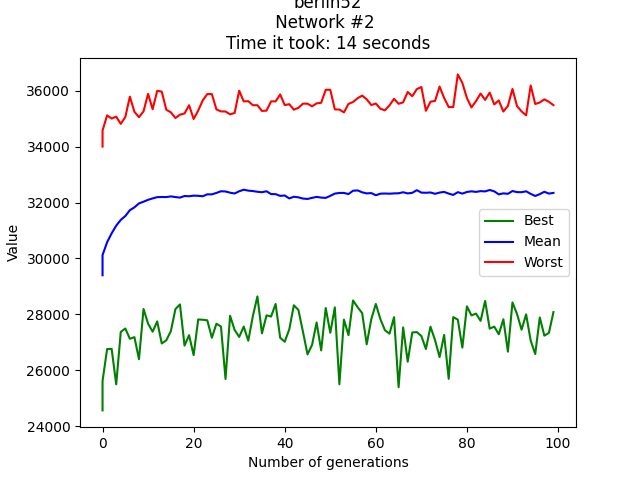 berlin52
Network #2
Time it took: 14 seconds
36000
34000
32000
30000
28000
26000
24000
Value
Best
Mean
Worst
0
20
40
60
80
100
Number of generations